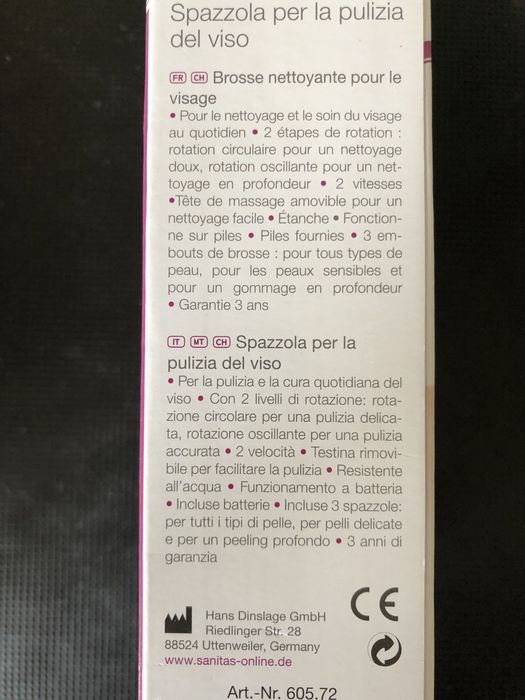 Spazzola per la pulizia
del viso
FR CH Brosse nettoyante pour le
visage
• Pour le nettoyage et le soin du visage
au quotidien • 2 étapes de rotation :
rotation circulaire pour un nettoyage
doux, rotation oscillante pour un net-
toyage en profondeur • 2 vitesses
•Tête de massage amovible pour un
nettoyage facile • Étanche • Fonction-
ne sur piles • Piles fournies • 3 em-
bouts de brosse : pour tous types de
peau, pour les peaux sensibles et
pour un gommage en profondeur
• Garantie 3 ans
IT MT CH Spazzola per la
pulizia del viso
• Per la pulizia e la cura quotidiana del
viso • Con 2 livelli di rotazione: rota-
zione circolare per una pulizia delica-
ta, rotazione oscillante per una pulizia
accurata • 2 velocità • Testina rimovi-
bile per facilitare la pulizia • Resistente
all'acqua • Funzionamento a batteria
• Incluse batterie • Incluse 3 spazzole:
per tutti i tipi di pelle, per pelli delicate
e per un peeling profondo • 3 anni di
garanzia
CE
Hans Dinslage GmbH
Riedlinger Str. 28
88524 Uttenweiler, Germany
www.sanitas-online.de
Art.-Nr. 605.72